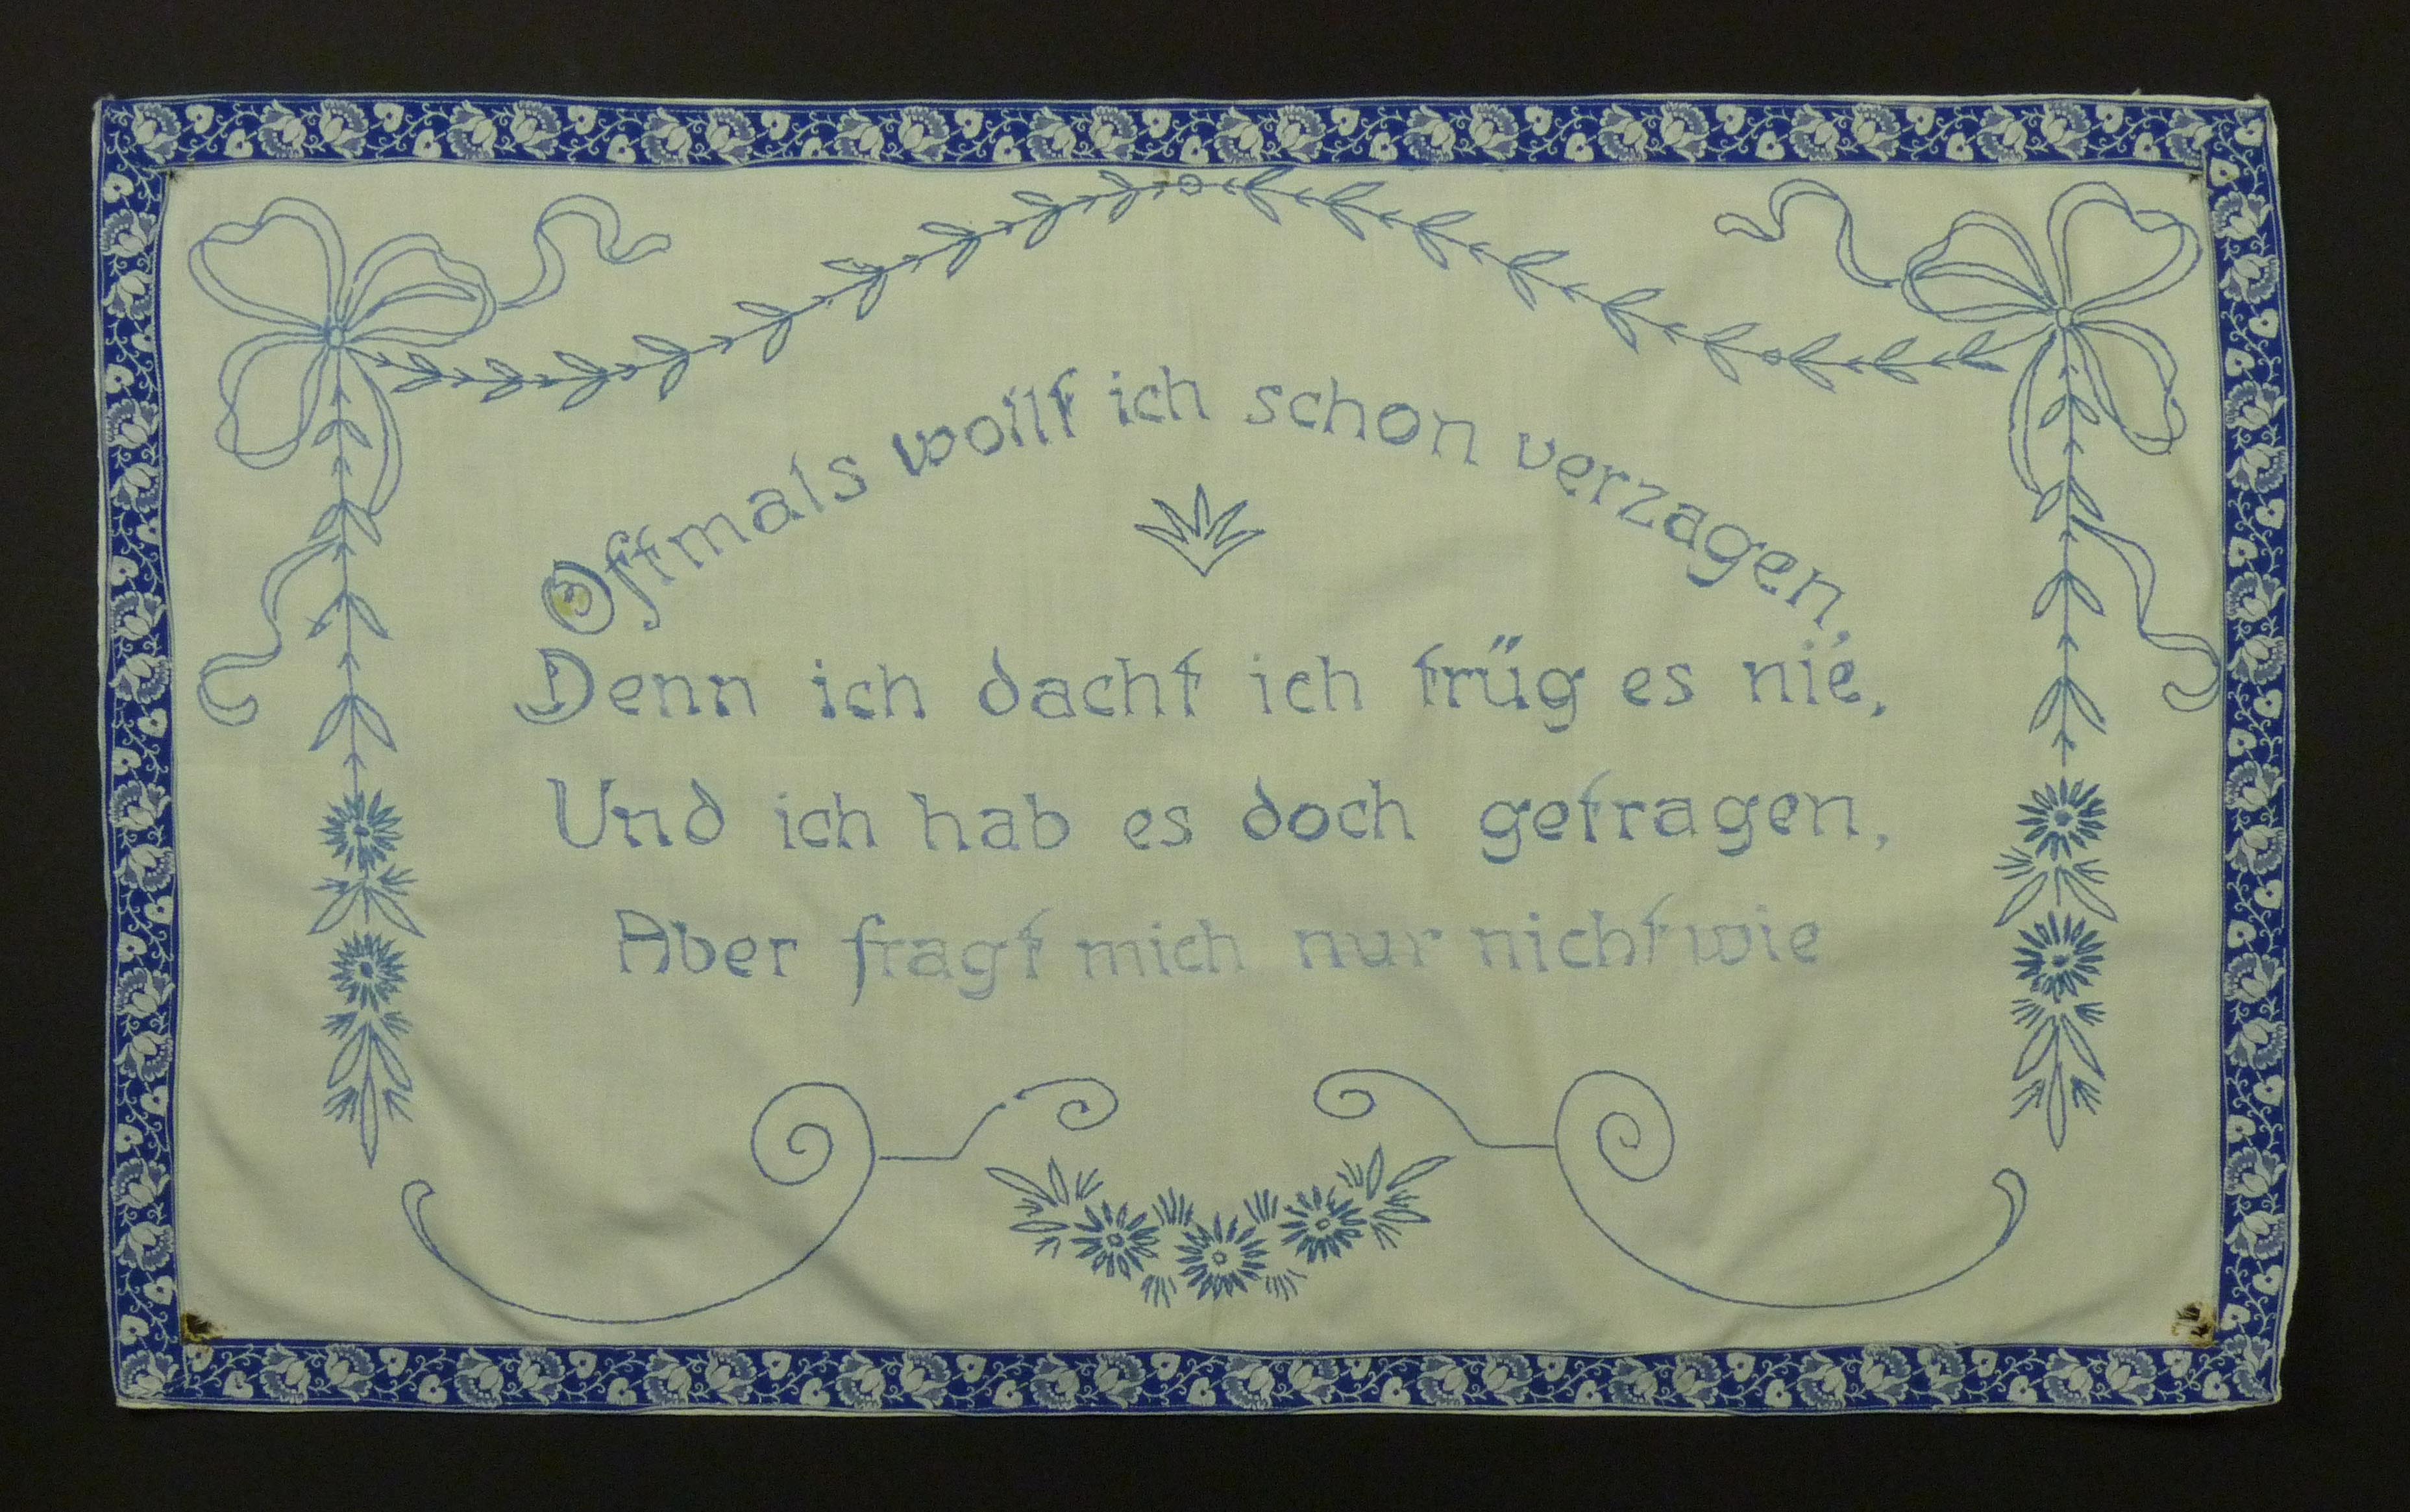 Oftmals wollt ich schon verzagen,
Denn ich dacht ich trüg es nie,
Und ich hab es doch getragen,
Aber fragt mich nur nicht wie